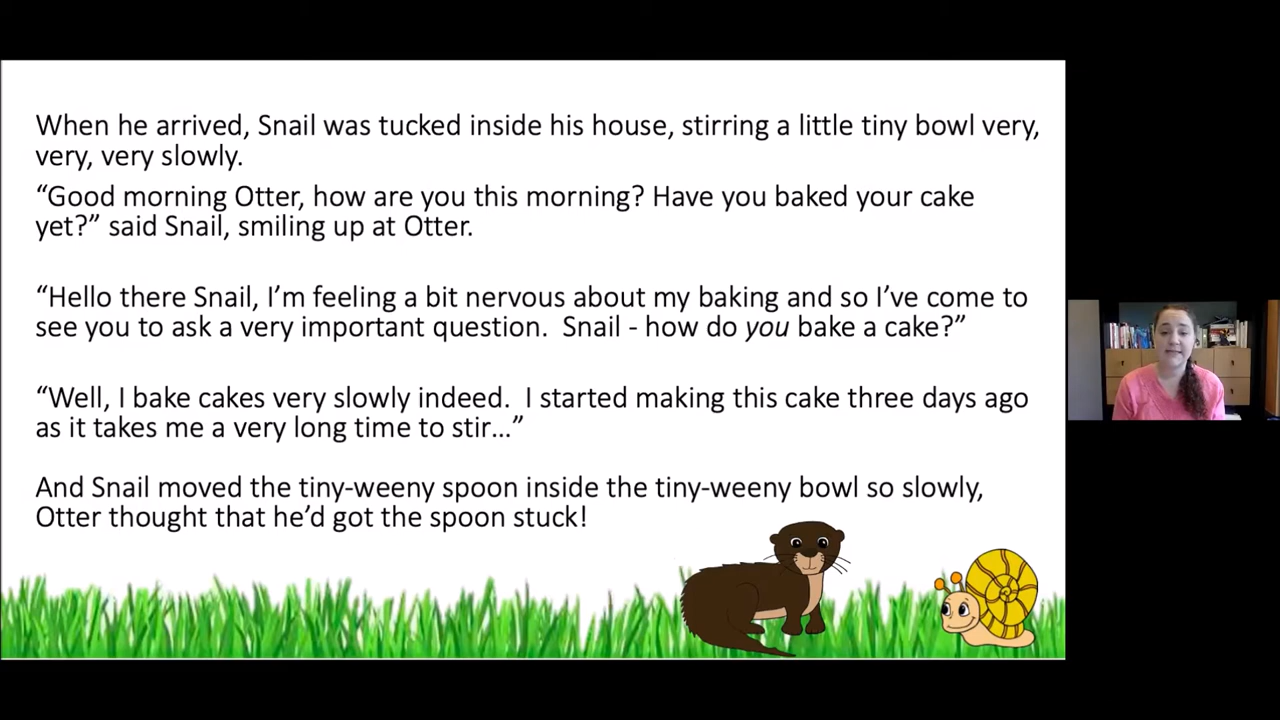 When he arrived, Snail was tucked inside his house, stirring a little tiny bowl very,
very, very slowly.
“Good morning Otter, how are you this morning? Have you baked your cake
yet?” said Snail, smiling up at Otter.
“Hello there Snail, I’m feeling a bit nervous about my baking and so I’ve come to
see you to ask a very important question.  Snail - how do you bake a cake?”
“Well, I bake cakes very slowly indeed.  I started making this cake three days ago
as it takes me a very long time to stir…”
And Snail moved the tiny-weeny spoon inside the tiny-weeny bowl so slowly,
Otter thought that he’d got the spoon stuck!